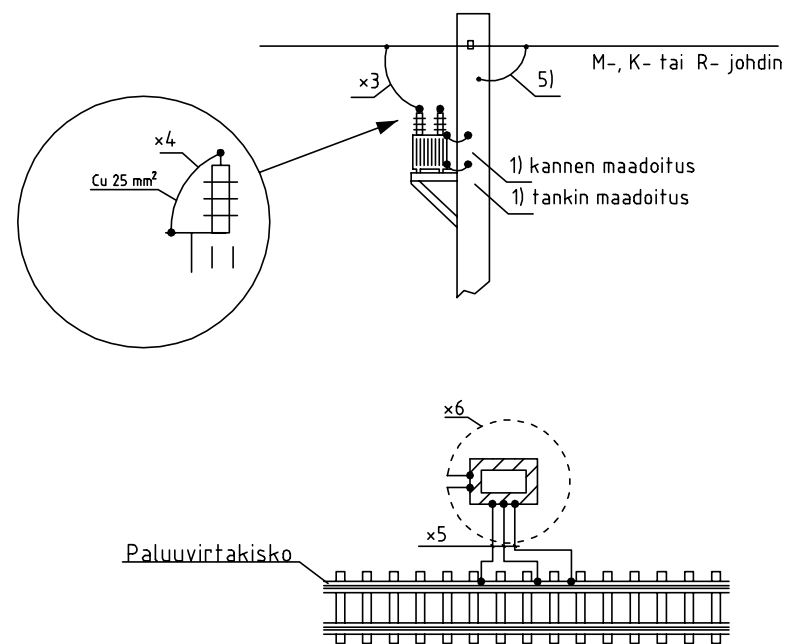 M-, K- tai R- johdin
×3
5)
×4
Cu 25 mm²
1) kannen maadoitus
1) tankin maadoitus
×6
×5
Paluuvirtakisko